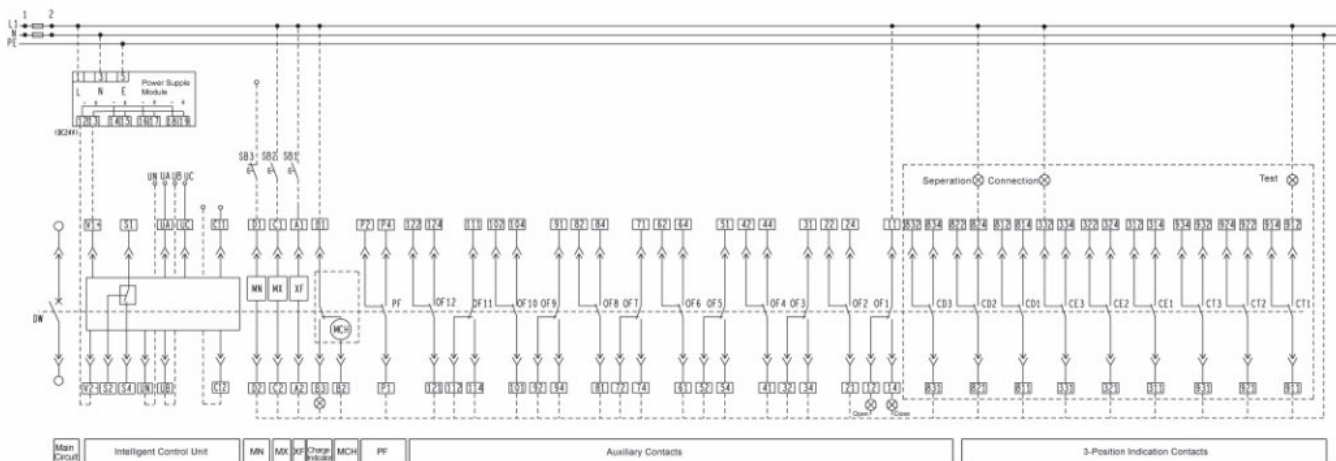 1 2
L1
N
PE
1 3 5
L N E
Power Supply
Module
- + - + - + - +
12 13 14 15 16 17 18 19
(DC24V)
SB3 SB2 SB1
UN UA UB UC
Seperation Connection Test
V1+ S1 UA UC C11 D1 C1 A1 B1 P2 P4 122 124 111 102 104 91 82 84 71 62 64 51 42 44 31 22 24 11 832 834 822 824 812 814 332 334 322 324 312 314 932 934 922 924 912 914 912
MN MX XF
DW PF OF12 OF11 OF10 OF9 OF8 OF7 OF6 OF5 OF4 OF3 OF2 OF1 CD3 CD2 CD1 CE3 CE2 CE1 CT3 CT2 CT1
MCH
V2- S2 S4 UN UB C12 D2 C2 A2 B3 B2 P1 121 112 114 101 92 94 81 72 74 61 52 54 41 32 34 21 12 14 831 821 811 331 321 311 931 921 911
Open Close
Main
Circuit
Intelligent Control Unit
MN
MX
XF
Charge
Indication
MCH
PF
Auxiliary Contacts
3-Position Indication Contacts